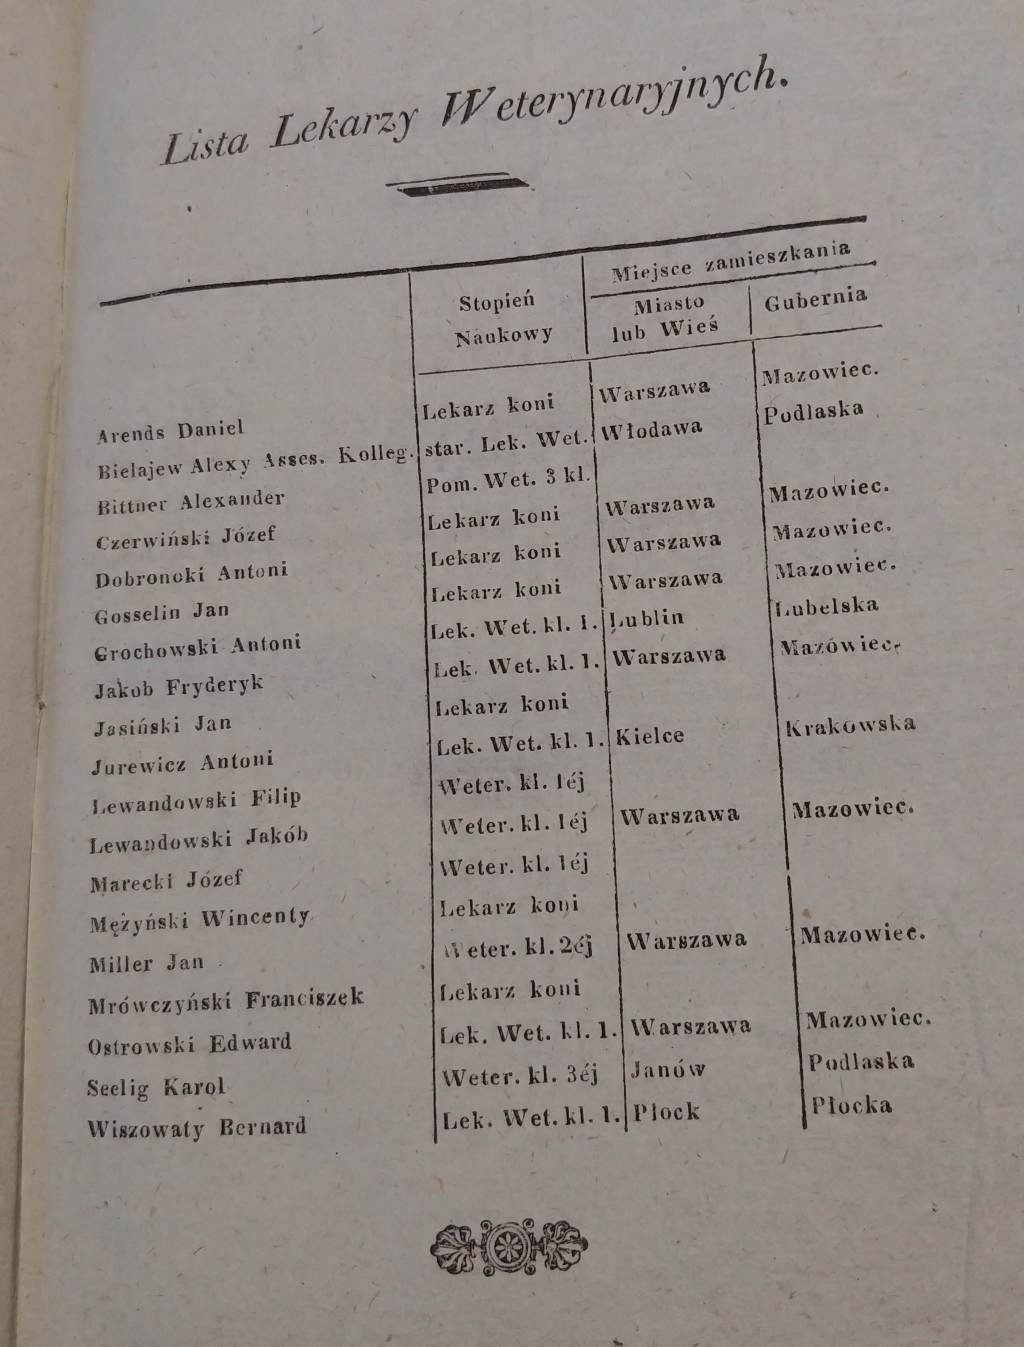 Lista Lekarzy Weterynaryjnych.
Stopień Naukowy
Miejsce zamieszkania
Miasto lub Wieś
Gubernia
Arends Daniel Lekarz koni Warszawa Mazowiec.
Bielajew Alexy Asses. Kolleg. star. Lek. Wet. Włodawa Podlaska
Bittner Alexander Pom. Wet. 3 kl.
Czerwiński Józef Lekarz koni Warszawa Mazowiec.
Dobronoki Antoni Lekarz koni Warszawa Mazowiec.
Gosselin Jan Lekarz koni Warszawa Mazowiec.
Grochowski Antoni Lek. Wet. kl. 1. Lublin Lubelska
Jakob Fryderyk Lek. Wet. kl. 1. Warszawa Mazowiec.
Jasiński Jan Lekarz koni
Jurewicz Antoni Lek. Wet. kl. 1. Kielce Krakowska
Lewandowski Filip Weter. kl. 1éj
Lewandowski Jakób Weter. kl. 1éj Warszawa Mazowiec.
Marecki Józef Weter. kl. 1éj
Mężyński Wincenty Lekarz koni
Miller Jan Weter. kl. 2éj Warszawa Mazowiec.
Mrówczyński Franciszek Lekarz koni
Ostrowski Edward Lek. Wet. kl. 1. Warszawa Mazowiec.
Seelig Karol Weter. kl. 3éj Janów Podlaska
Wiszowaty Bernard Lek. Wet. kl. 1. Płock Płocka